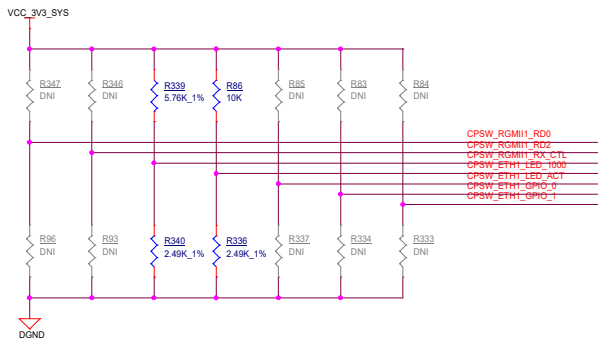 VCC_3V3_SYS
R347
DNI
R346
DNI
R339
5.76K_1%
R86
10K
R85
DNI
R83
DNI
R84
DNI
CPSW_RGMII1_RD0
CPSW_RGMII1_RD2
CPSW_RGMII1_RX_CTL
CPSW_ETH1_LED_1000
CPSW_ETH1_LED_ACT
CPSW_ETH1_GPIO_0
CPSW_ETH1_GPIO_1
R96
DNI
R93
DNI
R340
2.49K_1%
R336
2.49K_1%
R337
DNI
R334
DNI
R333
DNI
DGND